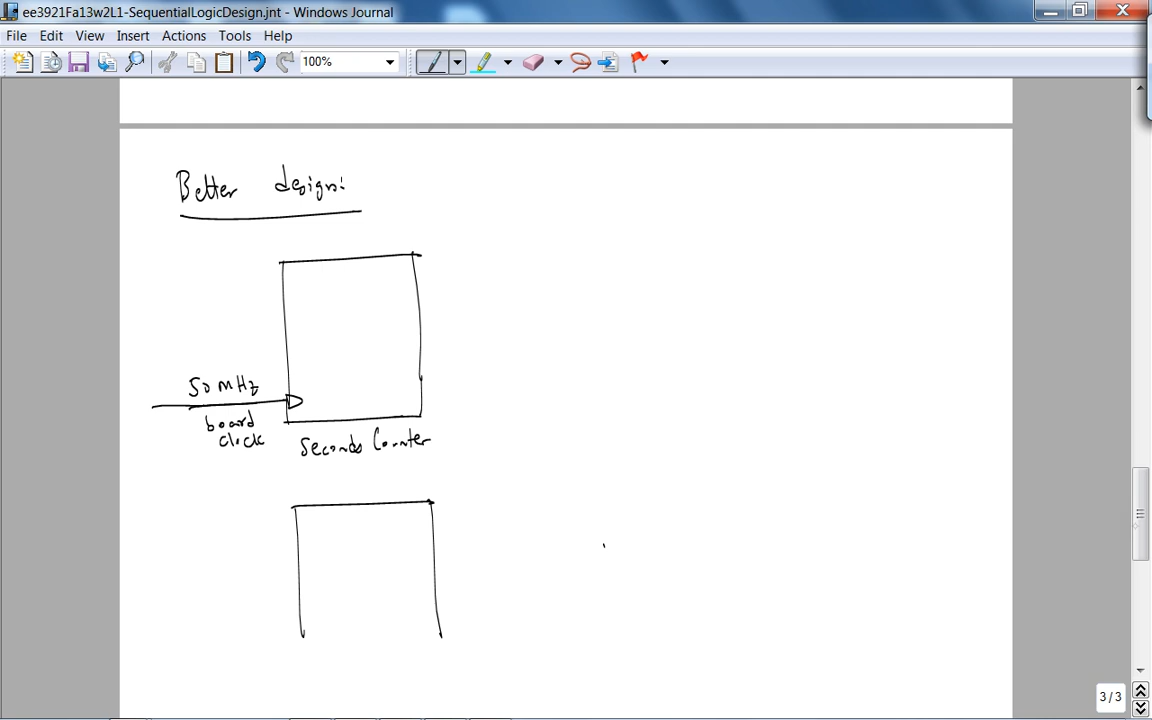 ee3921Fa13w2L1-SequentialLogicDesign.jnt - Windows Journal
File Edit View Insert Actions Tools Help
100%
Better design:
50 MHz
board
clock
Seconds Counter
3 / 3